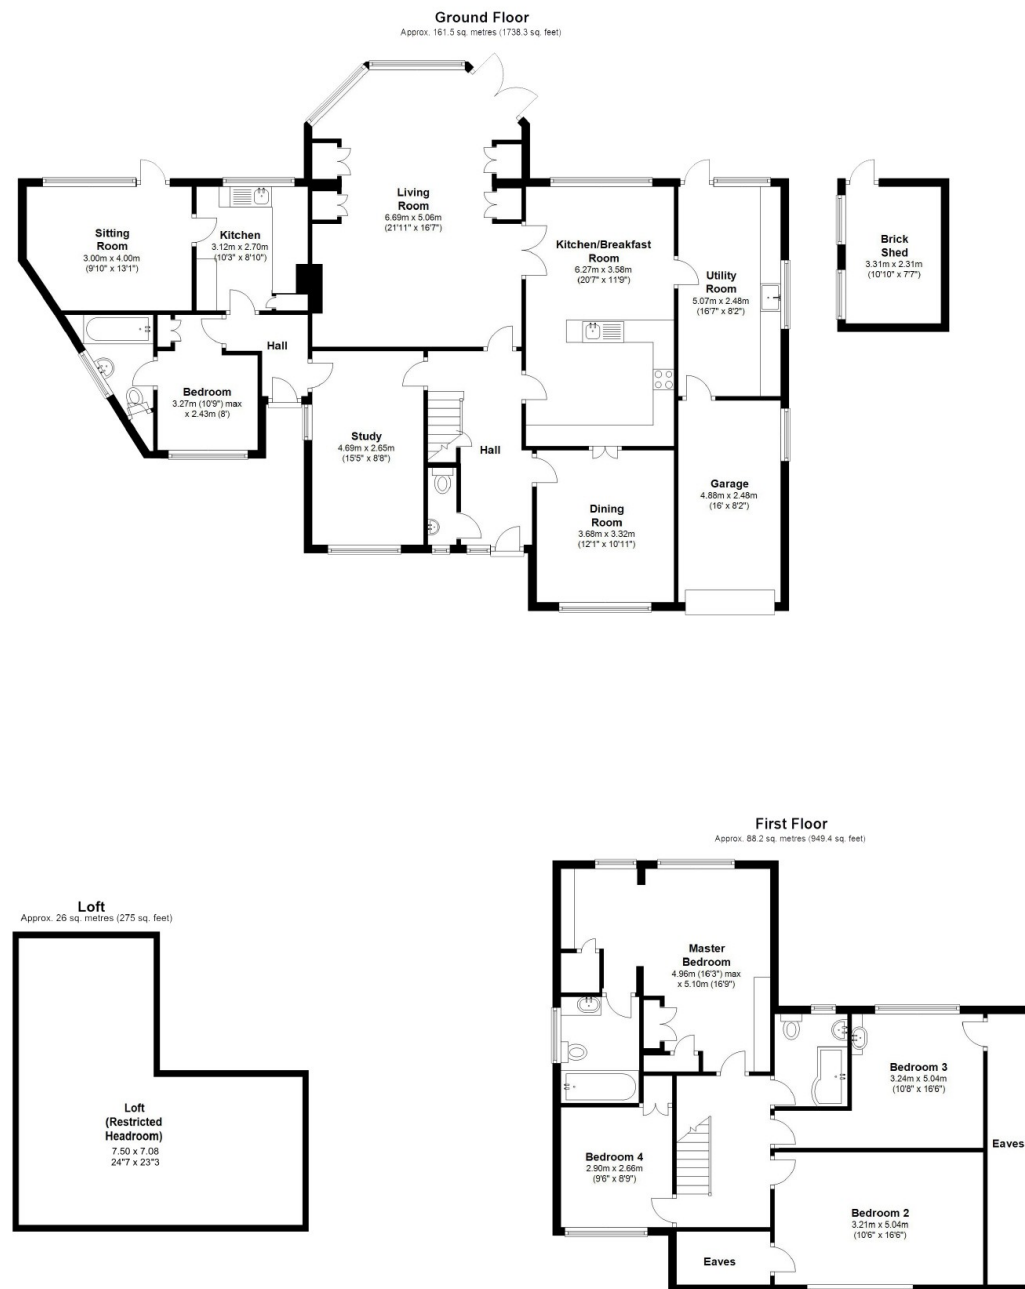 Ground Floor
Approx. 161.5 sq. metres (1738.3 sq. feet)
Living
Room
6.69m x 5.06m
(21'11" x 16'7")
Sitting
Room
3.00m x 4.00m
(9'10" x 13'1")
Kitchen
3.12m x 2.70m
(10'3" x 8'10")
Kitchen/Breakfast
Room
6.27m x 3.58m
(20'7" x 11'9")
Utility
Room
5.07m x 2.48m
(16'7" x 8'2")
Brick
Shed
3.31m x 2.31m
(10'10" x 7'7")
Hall
Bedroom
3.27m (10'9") max
x 2.43m (8')
Study
4.69m x 2.65m
(15'5" x 8'8")
Hall
Dining
Room
3.68m x 3.32m
(12'1" x 10'11")
Garage
4.88m x 2.48m
(16' x 8'2")
First Floor
Approx. 88.2 sq. metres (949.4 sq. feet)
Loft
Approx. 26 sq. metres (275 sq. feet)
Loft
(Restricted
Headroom)
7.50 x 7.08
24"7 x 23"3
Master
Bedroom
4.96m (16'3") max
x 5.10m (16'9")
Bedroom 3
3.24m x 5.04m
(10'8" x 16'6")
Eaves
Bedroom 4
2.90m x 2.66m
(9'6" x 8'9")
Bedroom 2
3.21m x 5.04m
(10'6" x 16'6")
Eaves